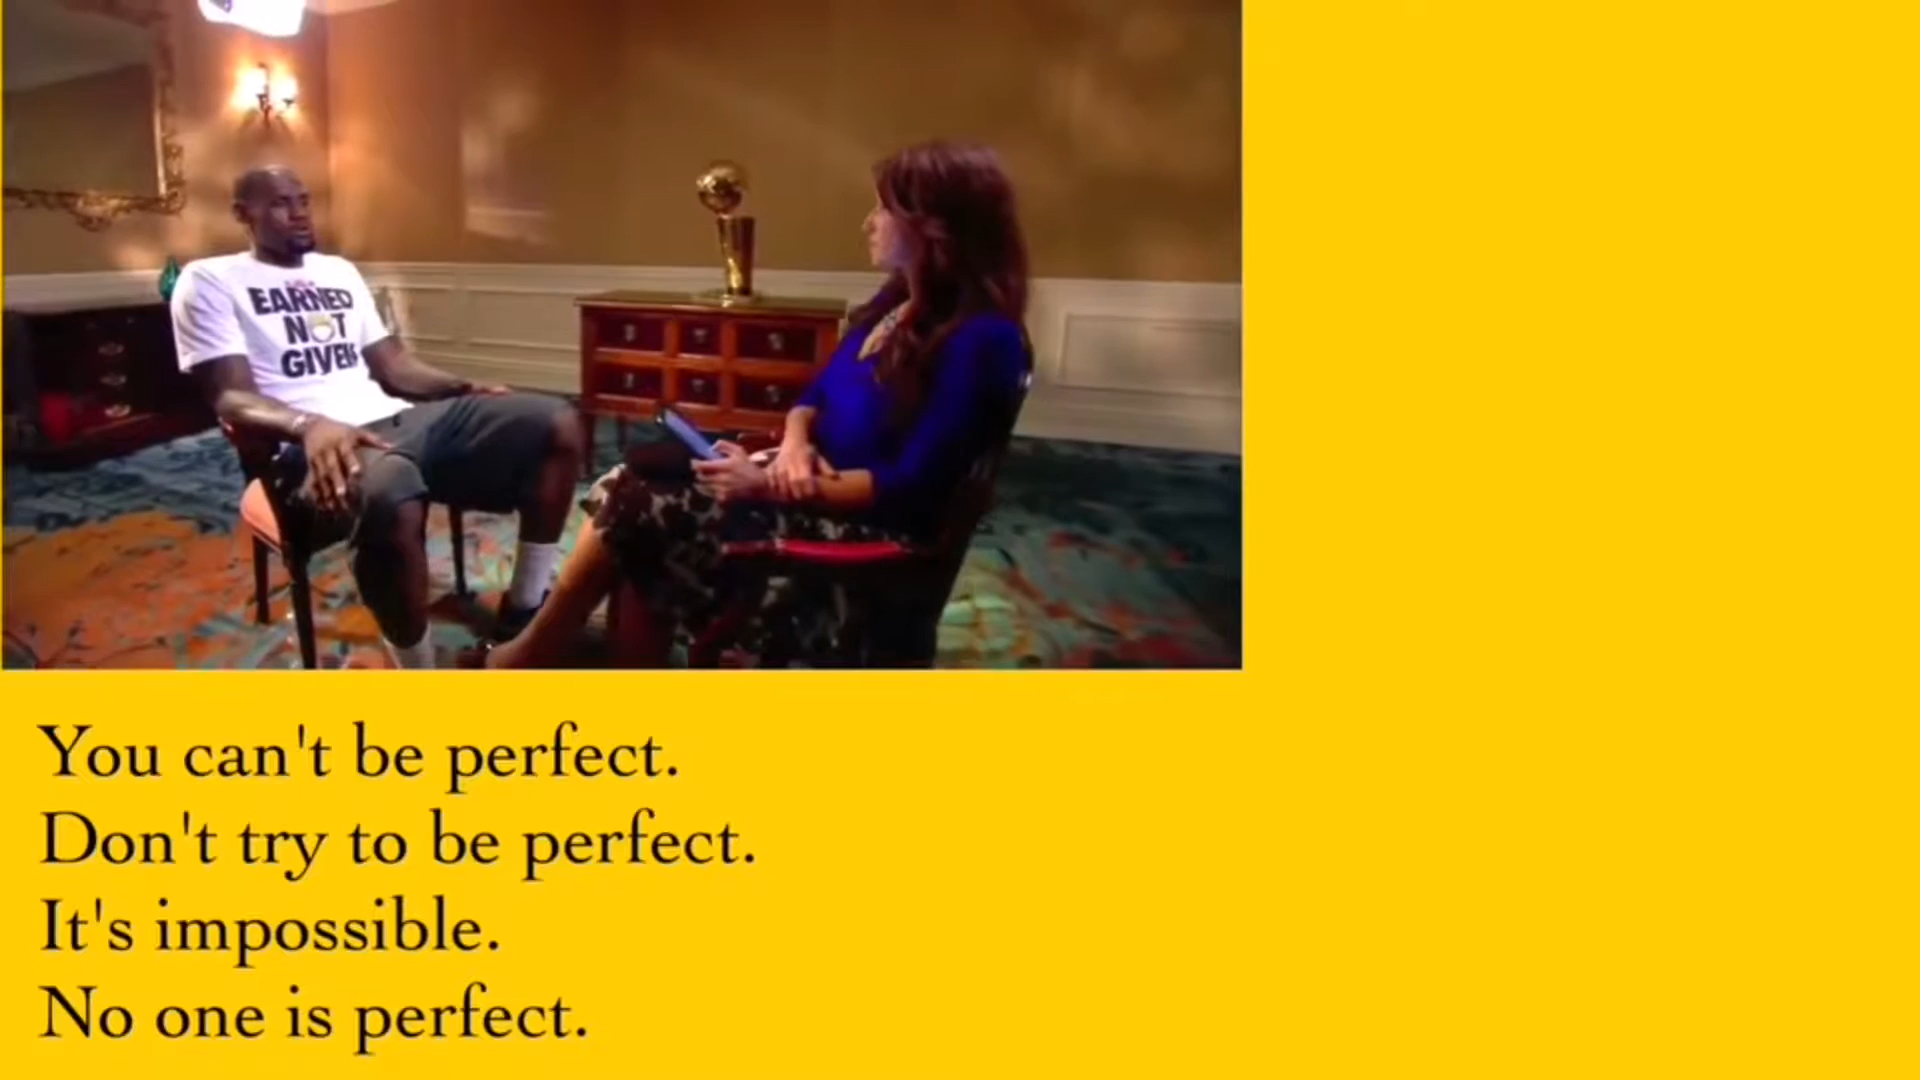 EARNED
NOT
GIVEN
You can't be perfect.
Don't try to be perfect.
It's impossible.
No one is perfect.